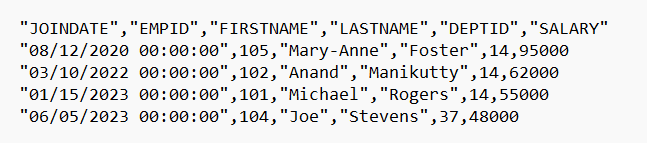 "JOINDATE","EMPID","FIRSTNAME","LASTNAME","DEPTID","SALARY"
"08/12/2020 00:00:00",105,"Mary-Anne","Foster",14,95000
"03/10/2022 00:00:00",102,"Anand","Manikutty",14,62000
"01/15/2023 00:00:00",101,"Michael","Rogers",14,55000
"06/05/2023 00:00:00",104,"Joe","Stevens",37,48000